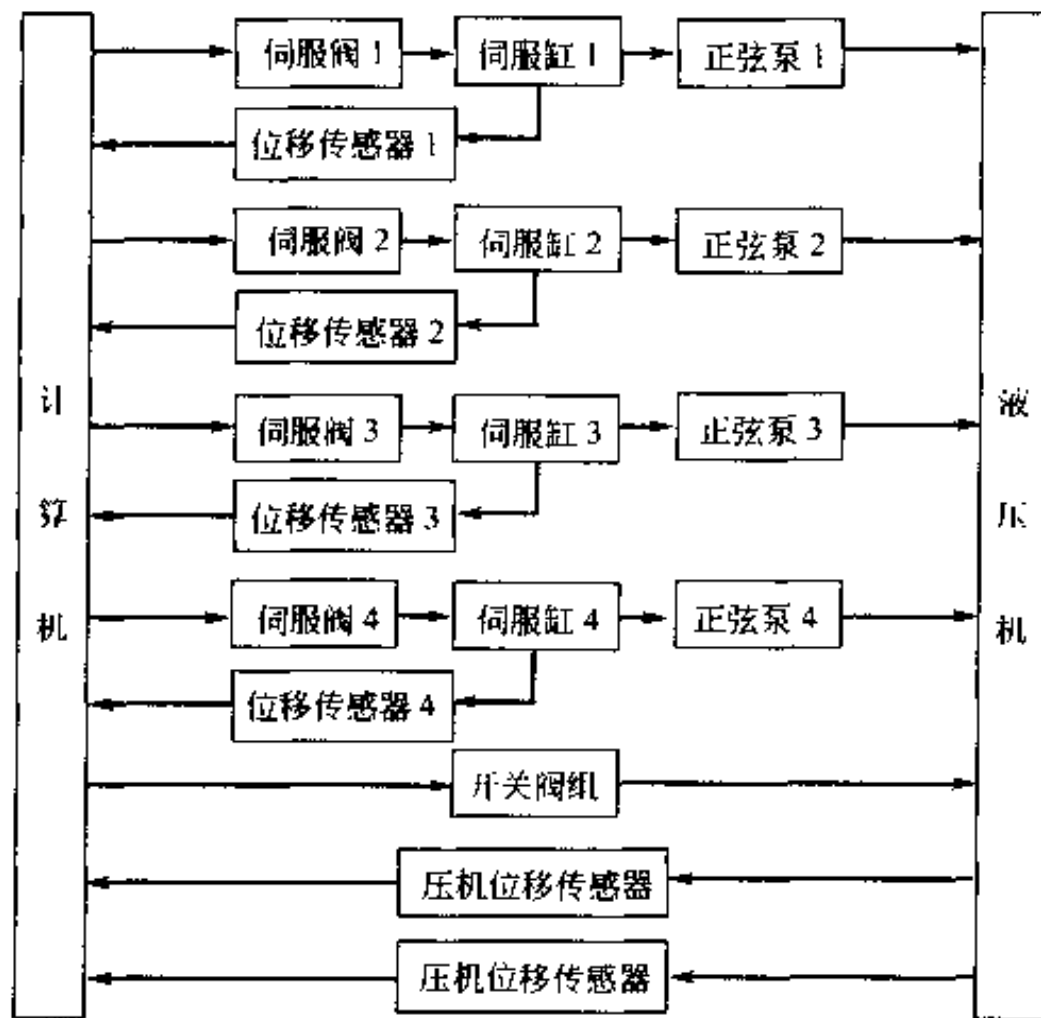 伺服阀 1 伺服缸 1 正弦泵 1
位移传感器 1
伺服阀 2 伺服缸 2 正弦泵 2
位移传感器 2
伺服阀 3 伺服缸 3 正弦泵 3
位移传感器 3
伺服阀 4 伺服缸 4 正弦泵 4
位移传感器 4
开关阀组
压机位移传感器
压机位移传感器
计算机
液压机